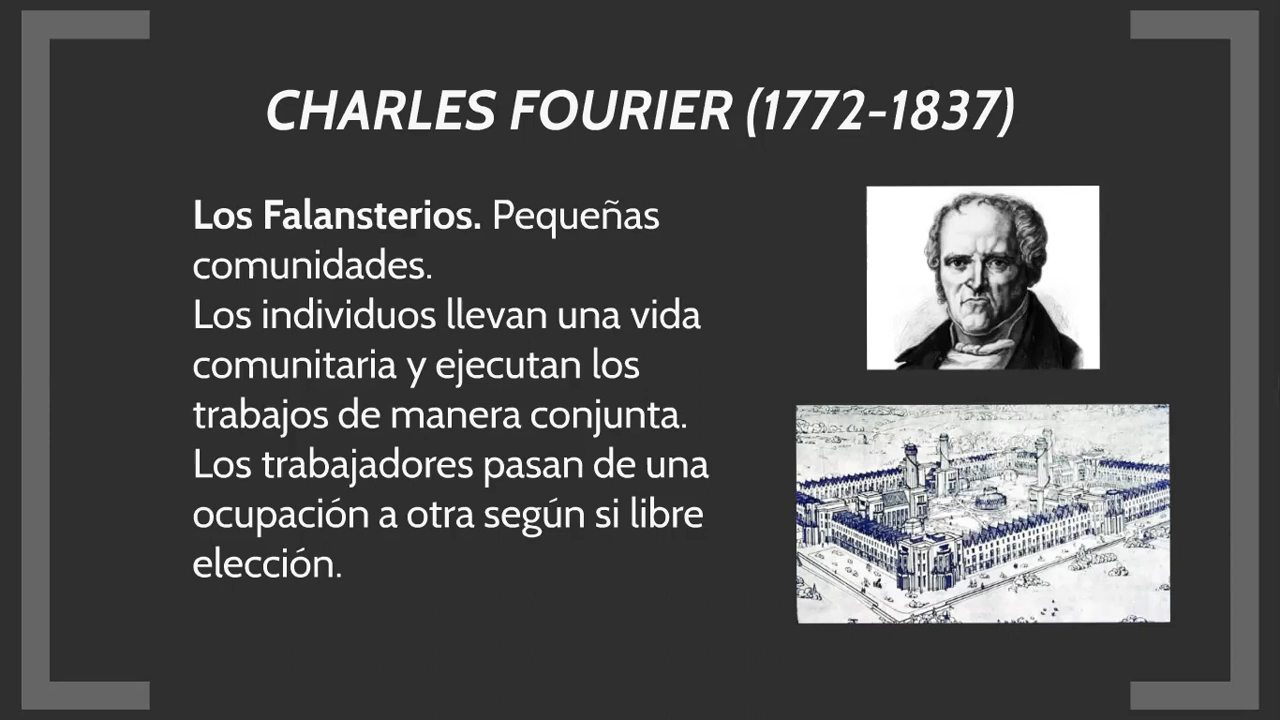 CHARLES FOURIER (1772-1837)
Los Falansterios. Pequeñas
comunidades.
Los individuos llevan una vida
comunitaria y ejecutan los
trabajos de manera conjunta.
Los trabajadores pasan de una
ocupación a otra según si libre
elección.